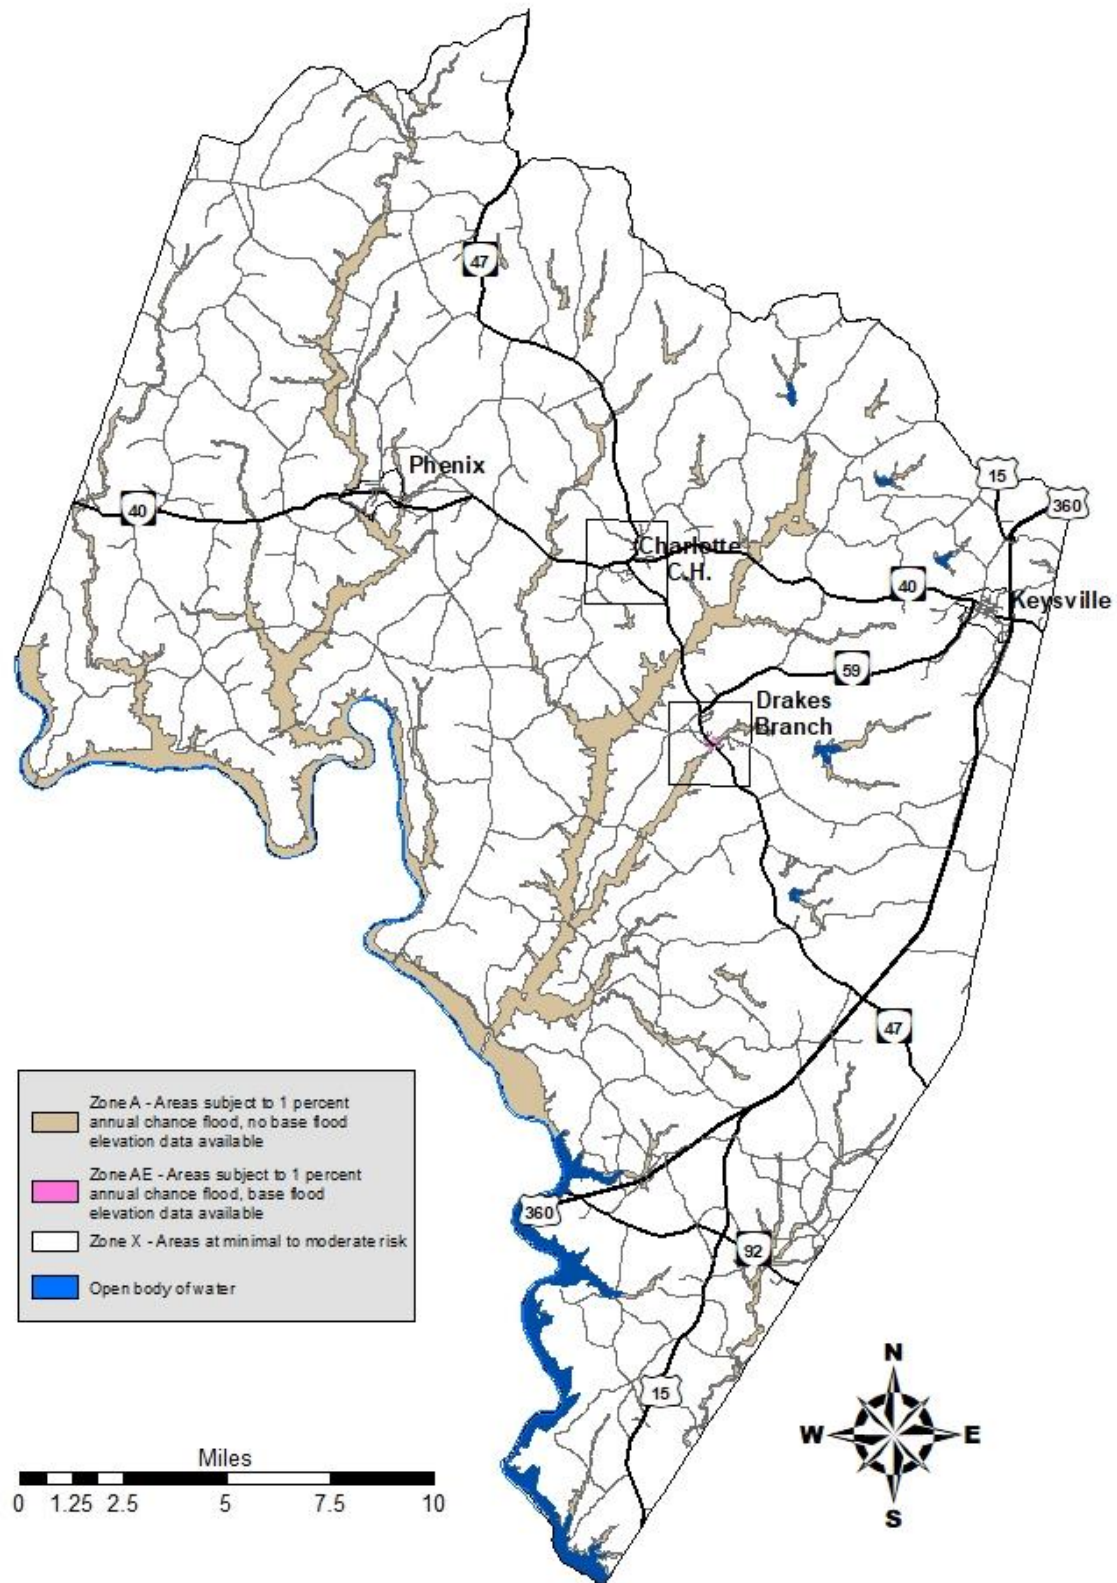 47
Phenix
15
360
40
Charlotte
C.H.
40
Keysville
59
Drakes
Branch
47
Zone A - Areas subject to 1 percent
annual chance flood, no base flood
elevation data available
Zone AE - Areas subject to 1 percent
annual chance flood, base flood
elevation data available
Zone X - Areas at minimal to moderate risk
Open body of water
360
92
15
N
W
E
S
Miles
0 1.25 2.5 5 7.5 10